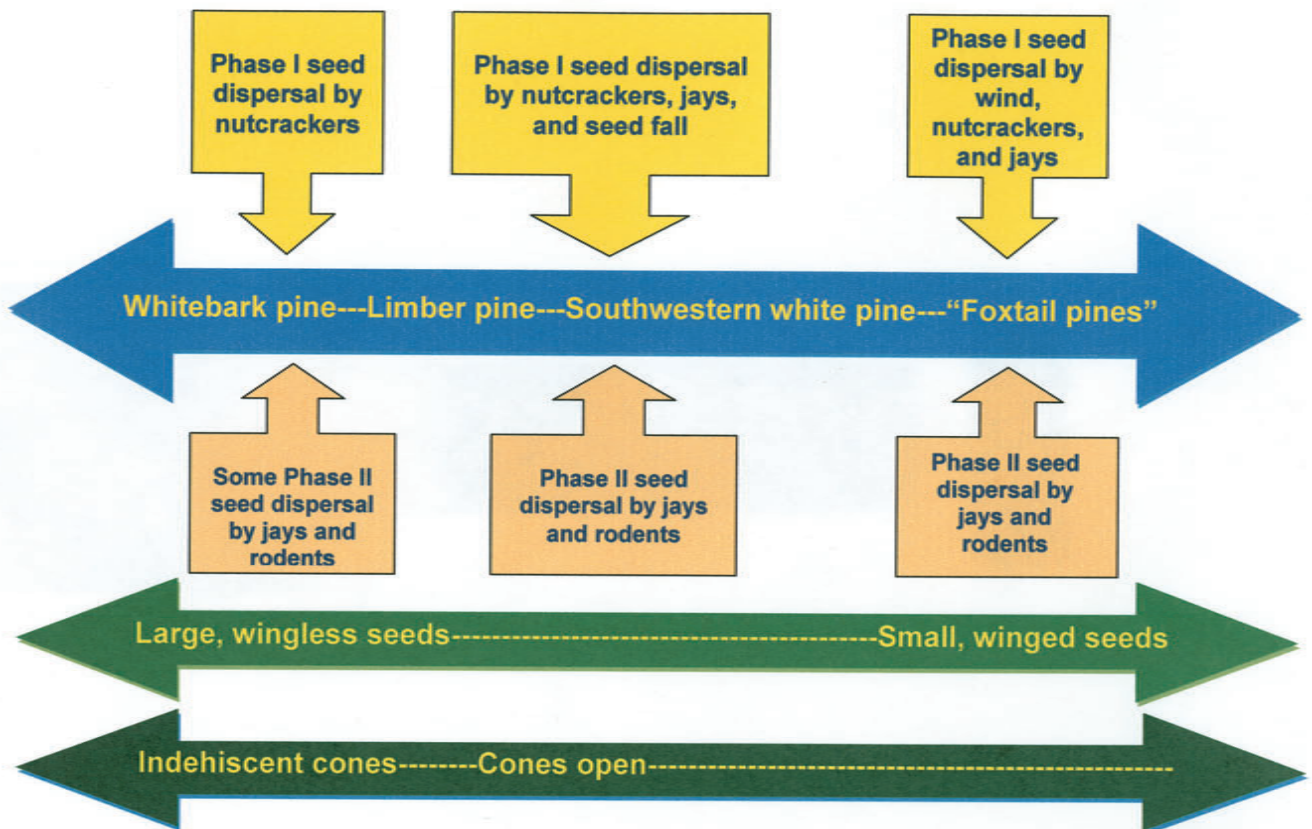 Phase I seed
dispersal by
nutcrackers
Phase I seed dispersal
by nutcrackers, jays,
and seed fall
Phase I seed
dispersal by
wind,
nutcrackers,
and jays
Whitebark pine---Limber pine---Southwestern white pine---“Foxtail pines”
Some Phase II
seed dispersal
by jays and
rodents
Phase II seed
dispersal by jays
and rodents
Phase II seed
dispersal by
jays and
rodents
Large, wingless seeds--------------------------------------------Small, winged seeds
Indehiscent cones--------Cones open-------------------------------------------------------